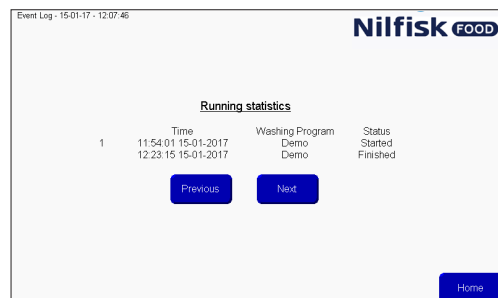 Event Log - 15-01-17 - 12:07:46
Nilfisk FOOD
Running statistics
Time Washing Program Status
1 11:54:01 15-01-2017 Demo Started
12:23:15 15-01-2017 Demo Finished
Previous Next
Home